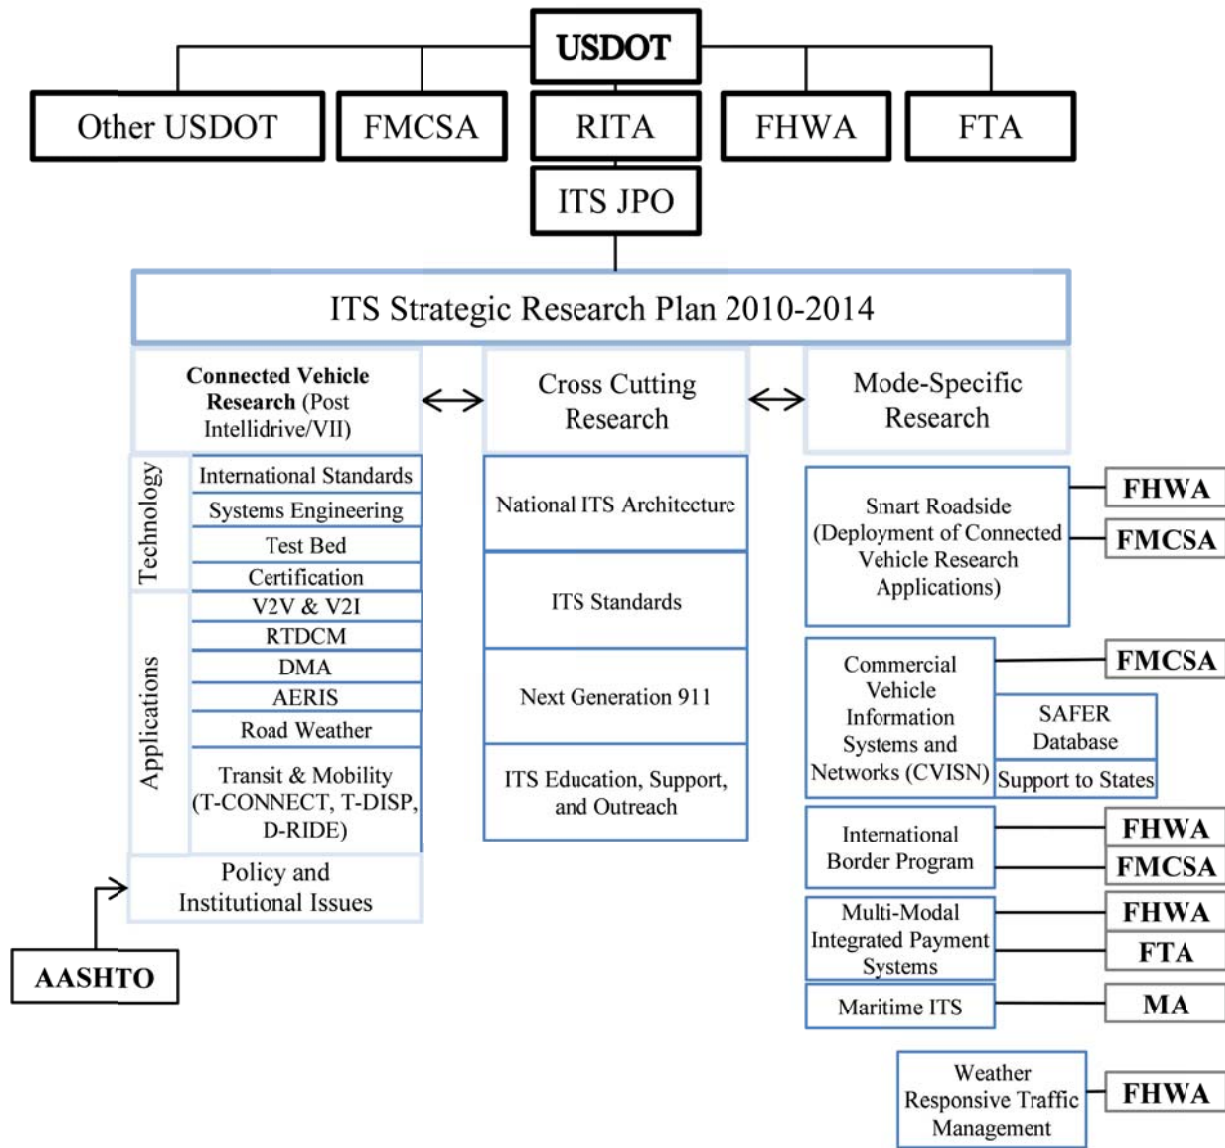 USDOT
Other USDOT
FMCSA
RITA
FHWA
FTA
ITS JPO
ITS Strategic Research Plan 2010-2014
Connected Vehicle
Research (Post
Intellidrive/VII)
Cross Cutting
Research
Mode-Specific
Research
Technology
International Standards
Systems Engineering
Test Bed
Certification
Applications
V2V & V2I
RTDCM
DMA
AERIS
Road Weather
Transit & Mobility
(T-CONNECT, T-DISP,
D-RIDE)
Policy and
Institutional Issues
AASHTO
National ITS Architecture
ITS Standards
Next Generation 911
ITS Education, Support,
and Outreach
Smart Roadside
(Deployment of Connected
Vehicle Research
Applications)
FHWA
FMCSA
Commercial
Vehicle
Information
Systems and
Networks (CVISN)
FMCSA
SAFER
Database
Support to States
International
Border Program
FHWA
FMCSA
Multi-Modal
Integrated Payment
Systems
FHWA
FTA
Maritime ITS
MA
Weather
Responsive Traffic
Management
FHWA